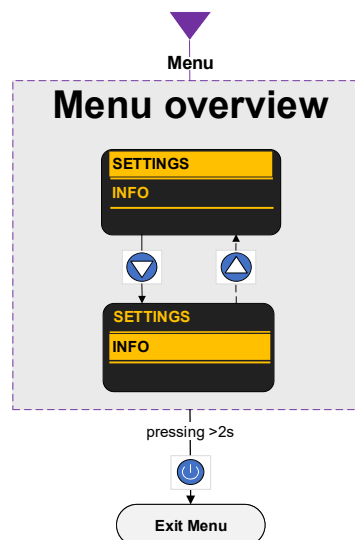 Menu
Menu overview
SETTINGS
INFO
SETTINGS
INFO
pressing >2s
Exit Menu